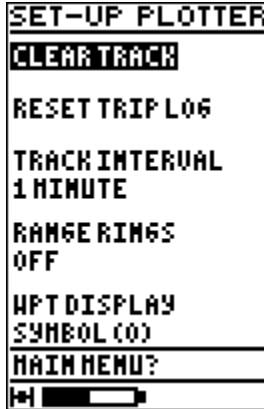 SET-UP PLOTTER
CLEAR TRACK
RESET TRIP LOG
TRACK INTERVAL
1 MINUTE
RANGE RINGS
OFF
WPT DISPLAY
SYMBOL (O)
MAIN MENU?